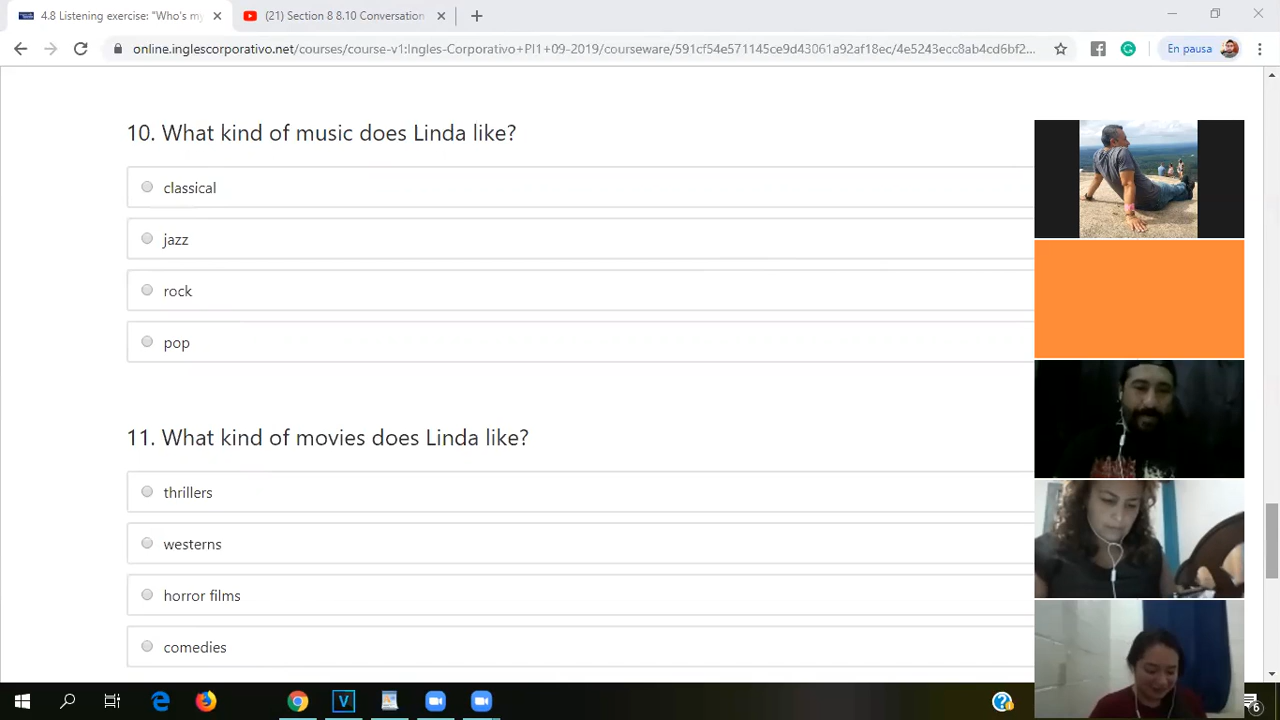 4.8 Listening exercise: "Who's my
(21) Section 8 8.10 Conversation
online.inglescorporativo.net/courses/course-v1:Ingles-Corporativo+PI1+09-2019/courseware/591cf54e571145ce9d43061a92af18ec/4e5243ecc8ab4cd6bf2...
En pausa
10. What kind of music does Linda like?
classical
jazz
rock
pop
11. What kind of movies does Linda like?
thrillers
westerns
horror films
comedies
6